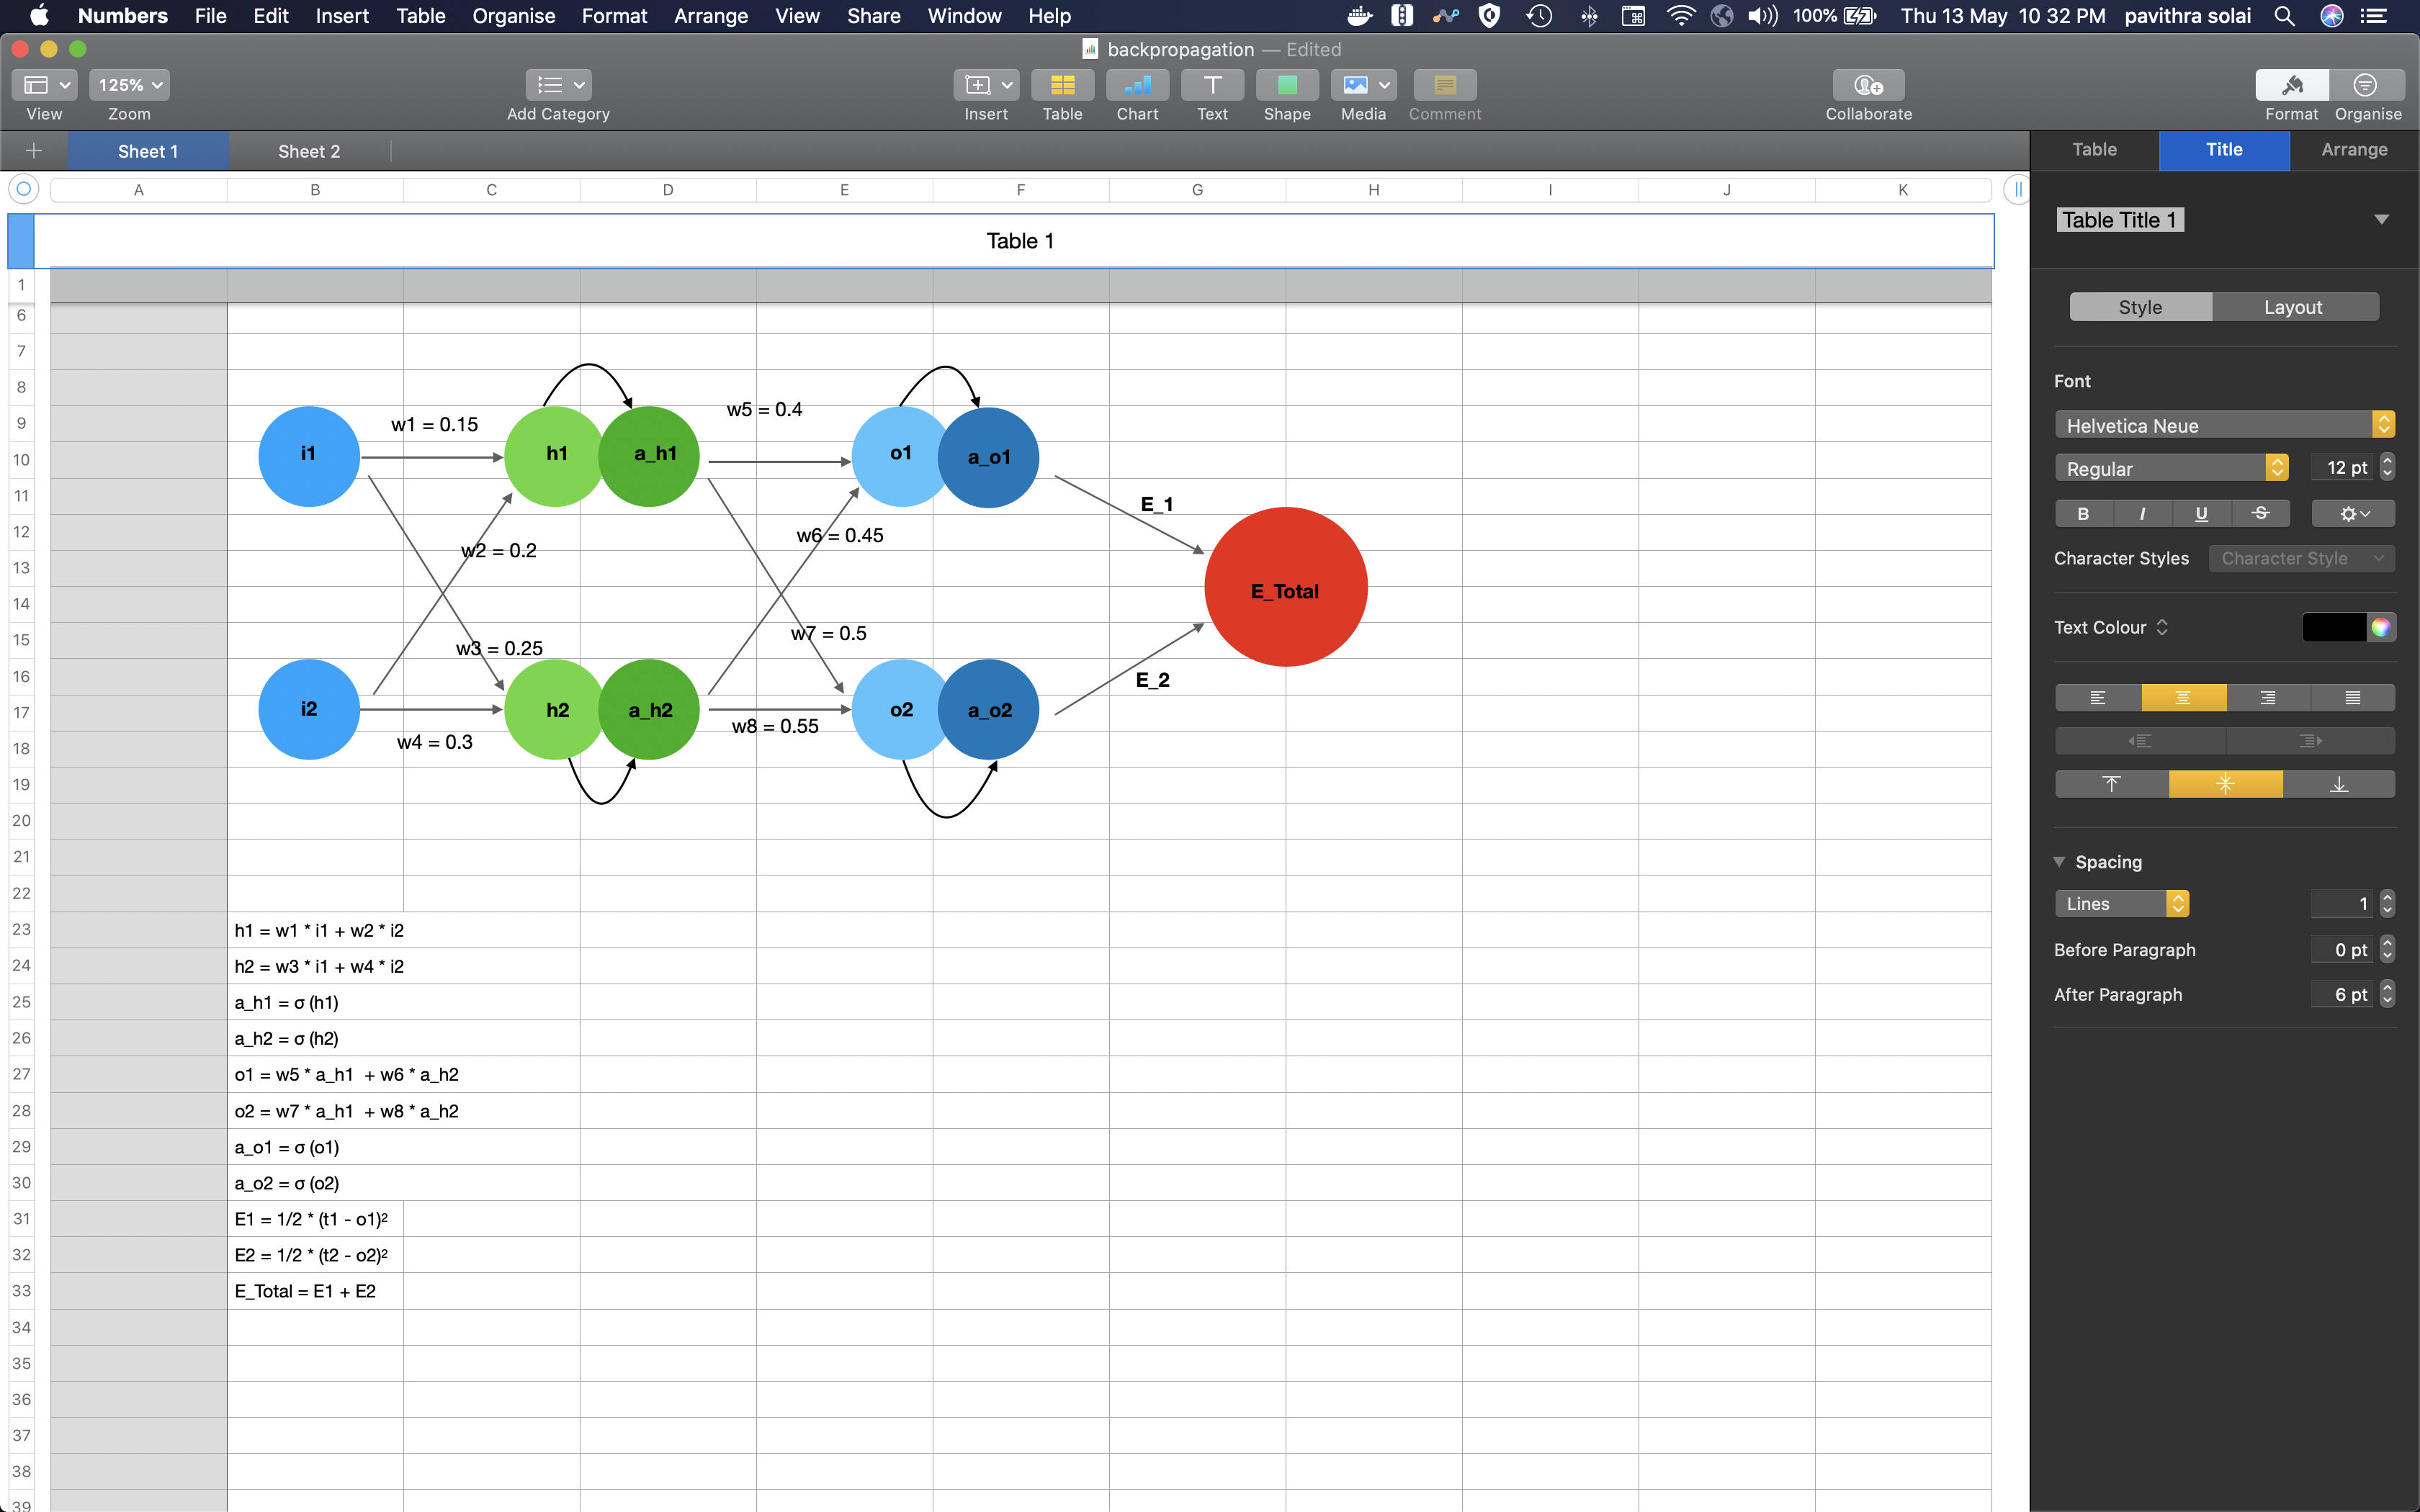 Numbers File Edit Insert Table Organise Format Arrange View Share Window Help 100% Thu 13 May 10 32 PM pavithra solai
backpropagation — Edited
125%
View Zoom Add Category Insert Table Chart Text Shape Media Comment Collaborate Format Organise
Sheet 1 Sheet 2
Table Title Arrange
A B C D E F G H I J K
Table 1
Table Title 1
Style Layout
Font
Helvetica Neue
Regular 12 pt
B I U S
Character Styles Character Style
Text Colour
Spacing
Lines 1
Before Paragraph 0 pt
After Paragraph 6 pt
1
6
7
8
9
10
11
12
13
14
15
16
17
18
19
20
21
22
23
24
25
26
27
28
29
30
31
32
33
34
35
36
37
38
39
w1 = 0.15
w5 = 0.4
i1 h1 a_h1 o1 a_o1
E_1
w2 = 0.2
w6 = 0.45
E_Total
w3 = 0.25
w7 = 0.5
E_2
i2 h2 a_h2 o2 a_o2
w4 = 0.3
w8 = 0.55
h1 = w1 * i1 + w2 * i2
h2 = w3 * i1 + w4 * i2
a_h1 = σ (h1)
a_h2 = σ (h2)
o1 = w5 * a_h1 + w6 * a_h2
o2 = w7 * a_h1 + w8 * a_h2
a_o1 = σ (o1)
a_o2 = σ (o2)
E1 = 1/2 * (t1 - o1)²
E2 = 1/2 * (t2 - o2)²
E_Total = E1 + E2